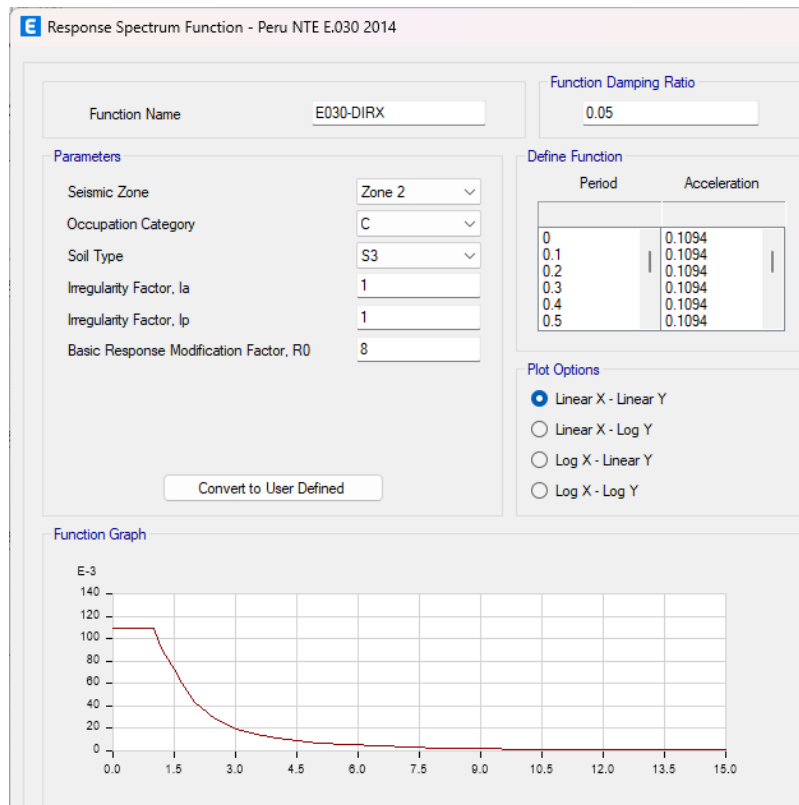 E Response Spectrum Function - Peru NTE E.030 2014
Function Name
E030-DIRX
Function Damping Ratio
0.05
Parameters
Seismic Zone
Zone 2
Occupation Category
C
Soil Type
S3
Irregularity Factor, Ia
1
Irregularity Factor, Ip
1
Basic Response Modification Factor, R0
8
Convert to User Defined
Define Function
Period Acceleration
0 0.1094
0.1 0.1094
0.2 0.1094
0.3 0.1094
0.4 0.1094
0.5 0.1094
Plot Options
Linear X - Linear Y
Linear X - Log Y
Log X - Linear Y
Log X - Log Y
Function Graph
E-3
140
120
100
80
60
40
20
0
0.0 1.5 3.0 4.5 6.0 7.5 9.0 10.5 12.0 13.5 15.0